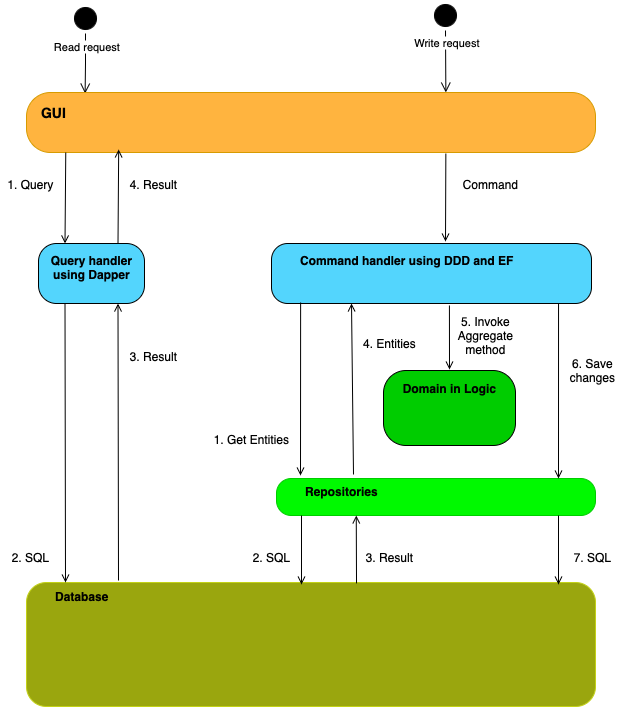 Read request
Write request
GUI
1. Query
4. Result
Command
Query handler
using Dapper
Command handler using DDD and EF
3. Result
4. Entities
5. Invoke
Aggregate
method
6. Save
changes
Domain in Logic
1. Get Entities
Repositories
2. SQL
2. SQL
3. Result
7. SQL
Database